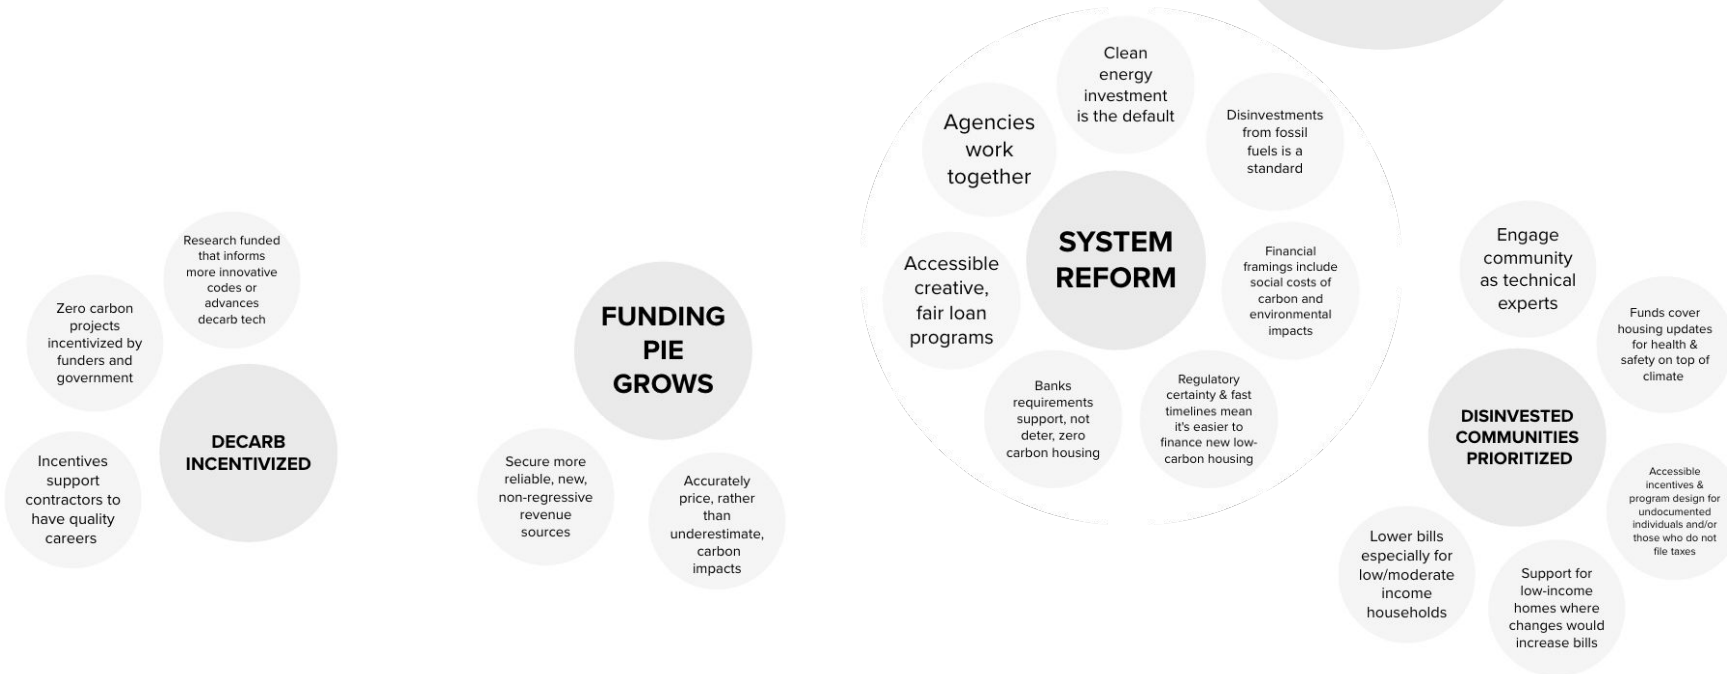 Research funded
that informs
more innovative
codes or
advances
decarb tech
Zero carbon
projects
incentivized by
funders and
government
DECARB
INCENTIVIZED
Incentives
support
contractors to
have quality
careers
FUNDING
PIE
GROWS
Secure more
reliable, new,
non-regressive
revenue
sources
Accurately
price, rather
than
underestimate,
carbon
impacts
Clean
energy
investment
is the default
Agencies
work
together
Disinvestments
from fossil
fuels is a
standard
SYSTEM
REFORM
Accessible
creative,
fair loan
programs
Financial
framings include
social costs of
carbon and
environmental
impacts
Banks
requirements
support, not
deter, zero
carbon housing
Regulatory
certainty & fast
timelines mean
it's easier to
finance new low-
carbon housing
Engage
community
as technical
experts
Funds cover
housing updates
for health &
safety on top of
climate
DISINVESTED
COMMUNITIES
PRIORITIZED
Accessible
incentives &
program design for
undocumented
individuals and/or
those who do not
file taxes
Lower bills
especially for
low/moderate
income
households
Support for
low-income
homes where
changes would
increase bills